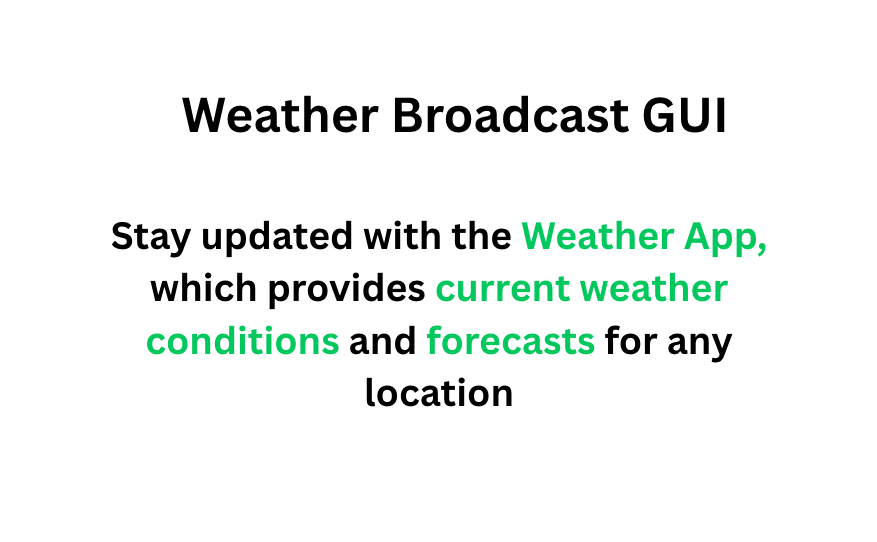 Weather Broadcast GUI
Stay updated with the Weather App,
which provides current weather
conditions and forecasts for any
location